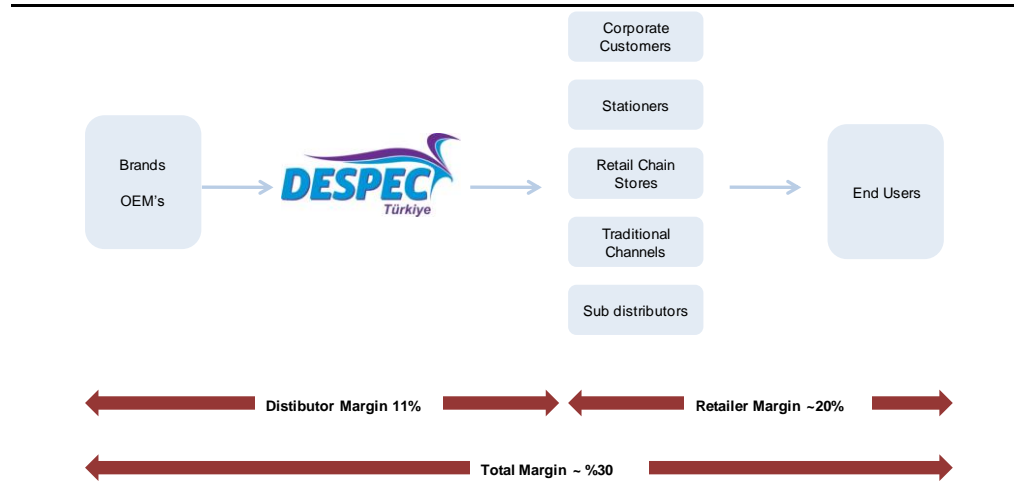 Corporate
Customers
Stationers
Brands
OEM's
DESPEC
Türkiye
Retail Chain
Stores
End Users
Traditional
Channels
Sub distributors
Distibutor Margin 11%
Retailer Margin ~20%
Total Margin ~ %30